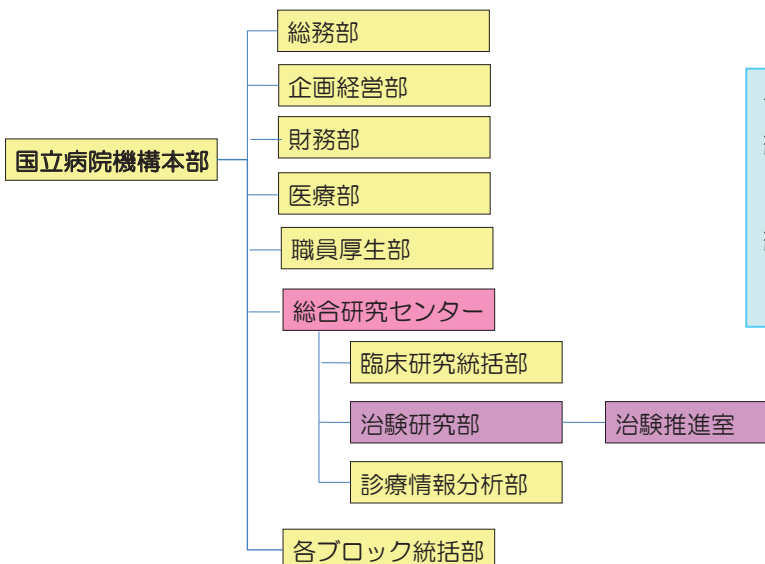 総務部
企画経営部
財務部
国立病院機構本部
医療部
職員厚生部
総合研究センター
臨床研究統括部
治験研究部
治験推進室
診療情報分析部
各ブロック統括部